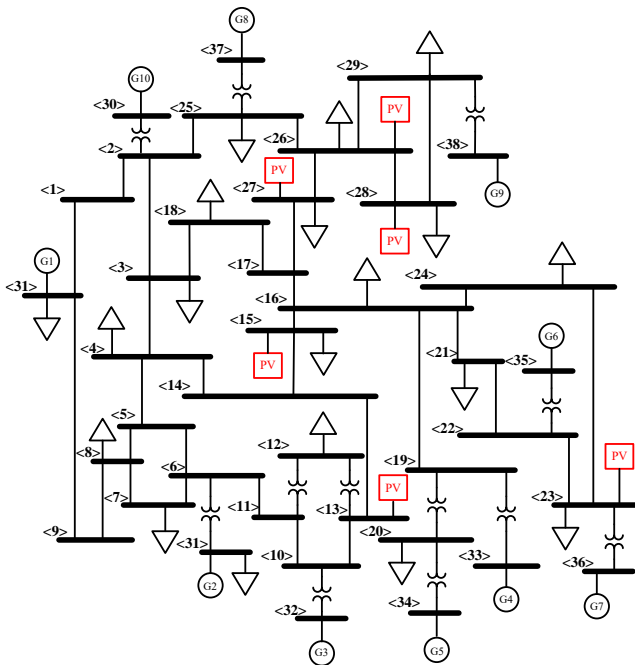 G8
<37>
<29>
G10
<30>
<25>
PV
<26>
<2>
<38>
PV
<27>
<28>
G9
<1>
<18>
PV
G1
<3>
<17>
<24>
<31>
<16>
<15>
G6
<4>
PV
<21>
<35>
<14>
<5>
<22>
<12>
<8>
<6>
<19>
PV
PV
<7>
<11>
<13>
<23>
<20>
<9>
<31>
<10>
<33>
<36>
G2
<32>
<34>
G4
G7
G3
G5